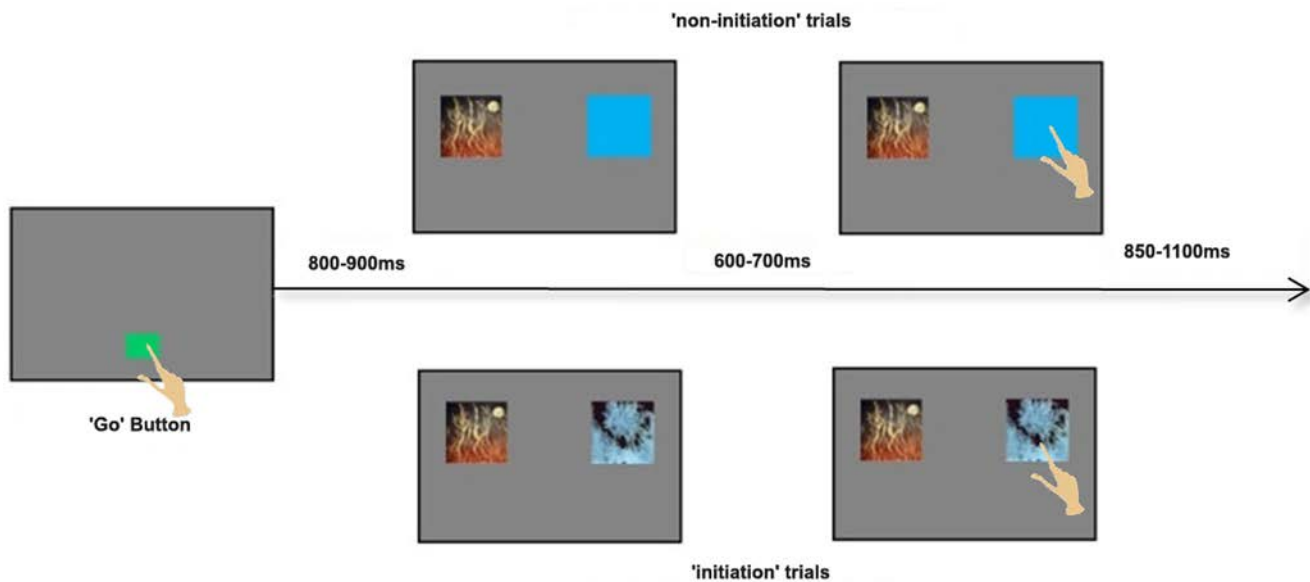 'non-initiation' trials
800-900ms
600-700ms
850-1100ms
'Go' Button
'initiation' trials